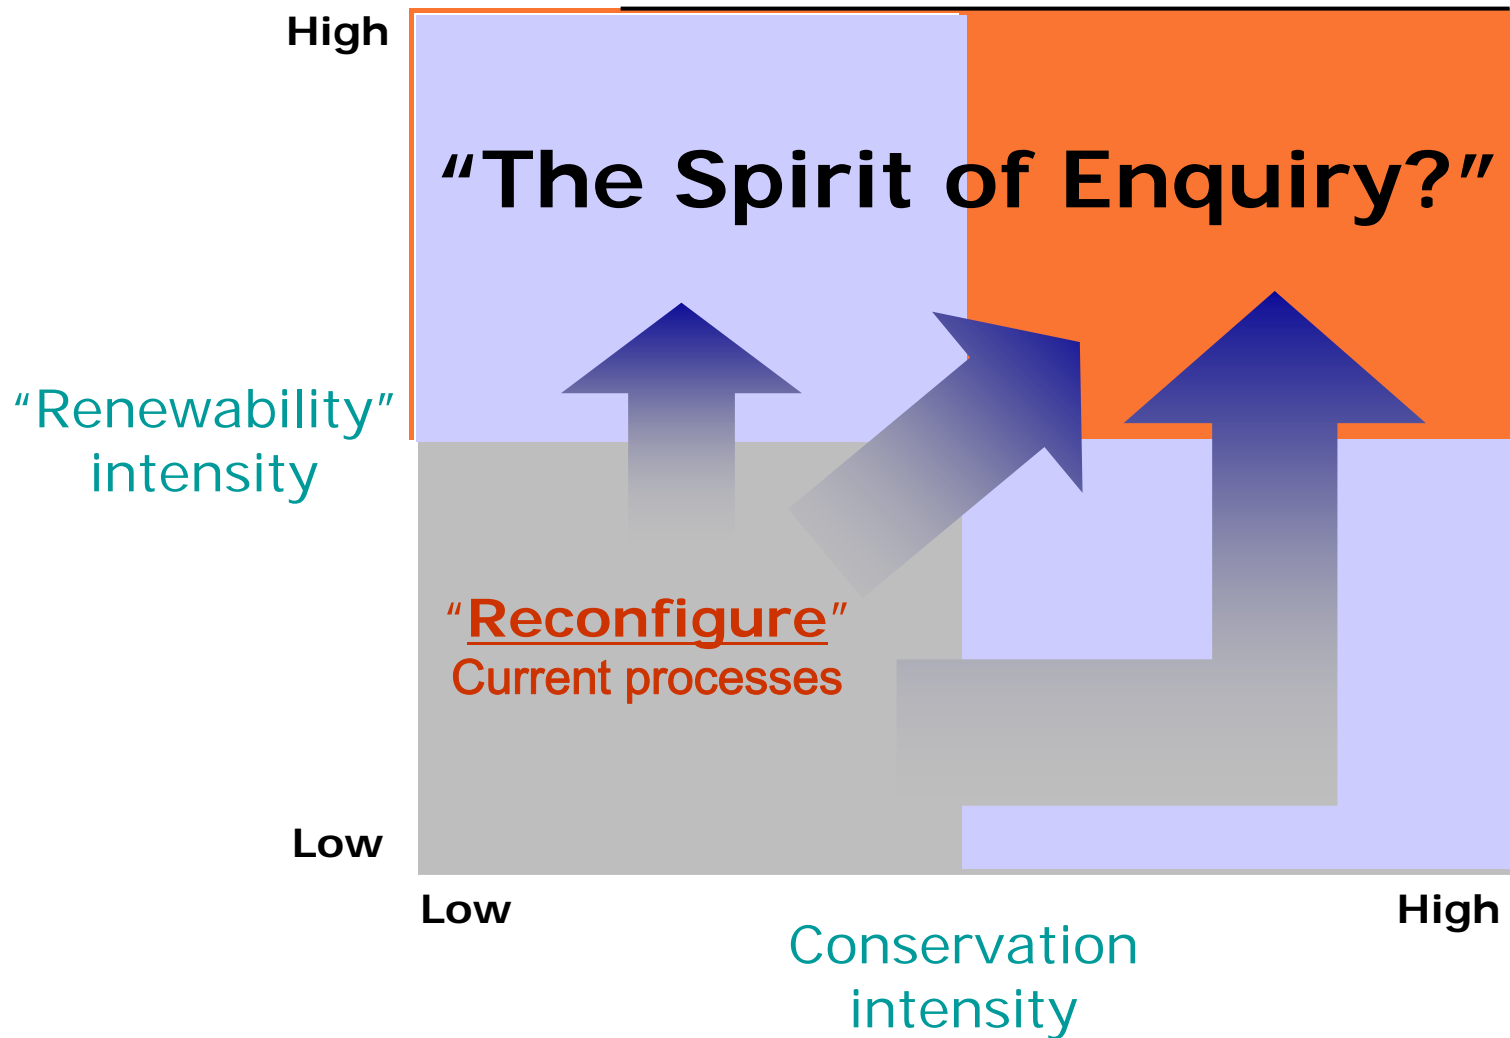 High
“The Spirit of Enquiry?”
“Renewability”
intensity
“Reconfigure”
Current processes
Low
Low
High
Conservation
intensity